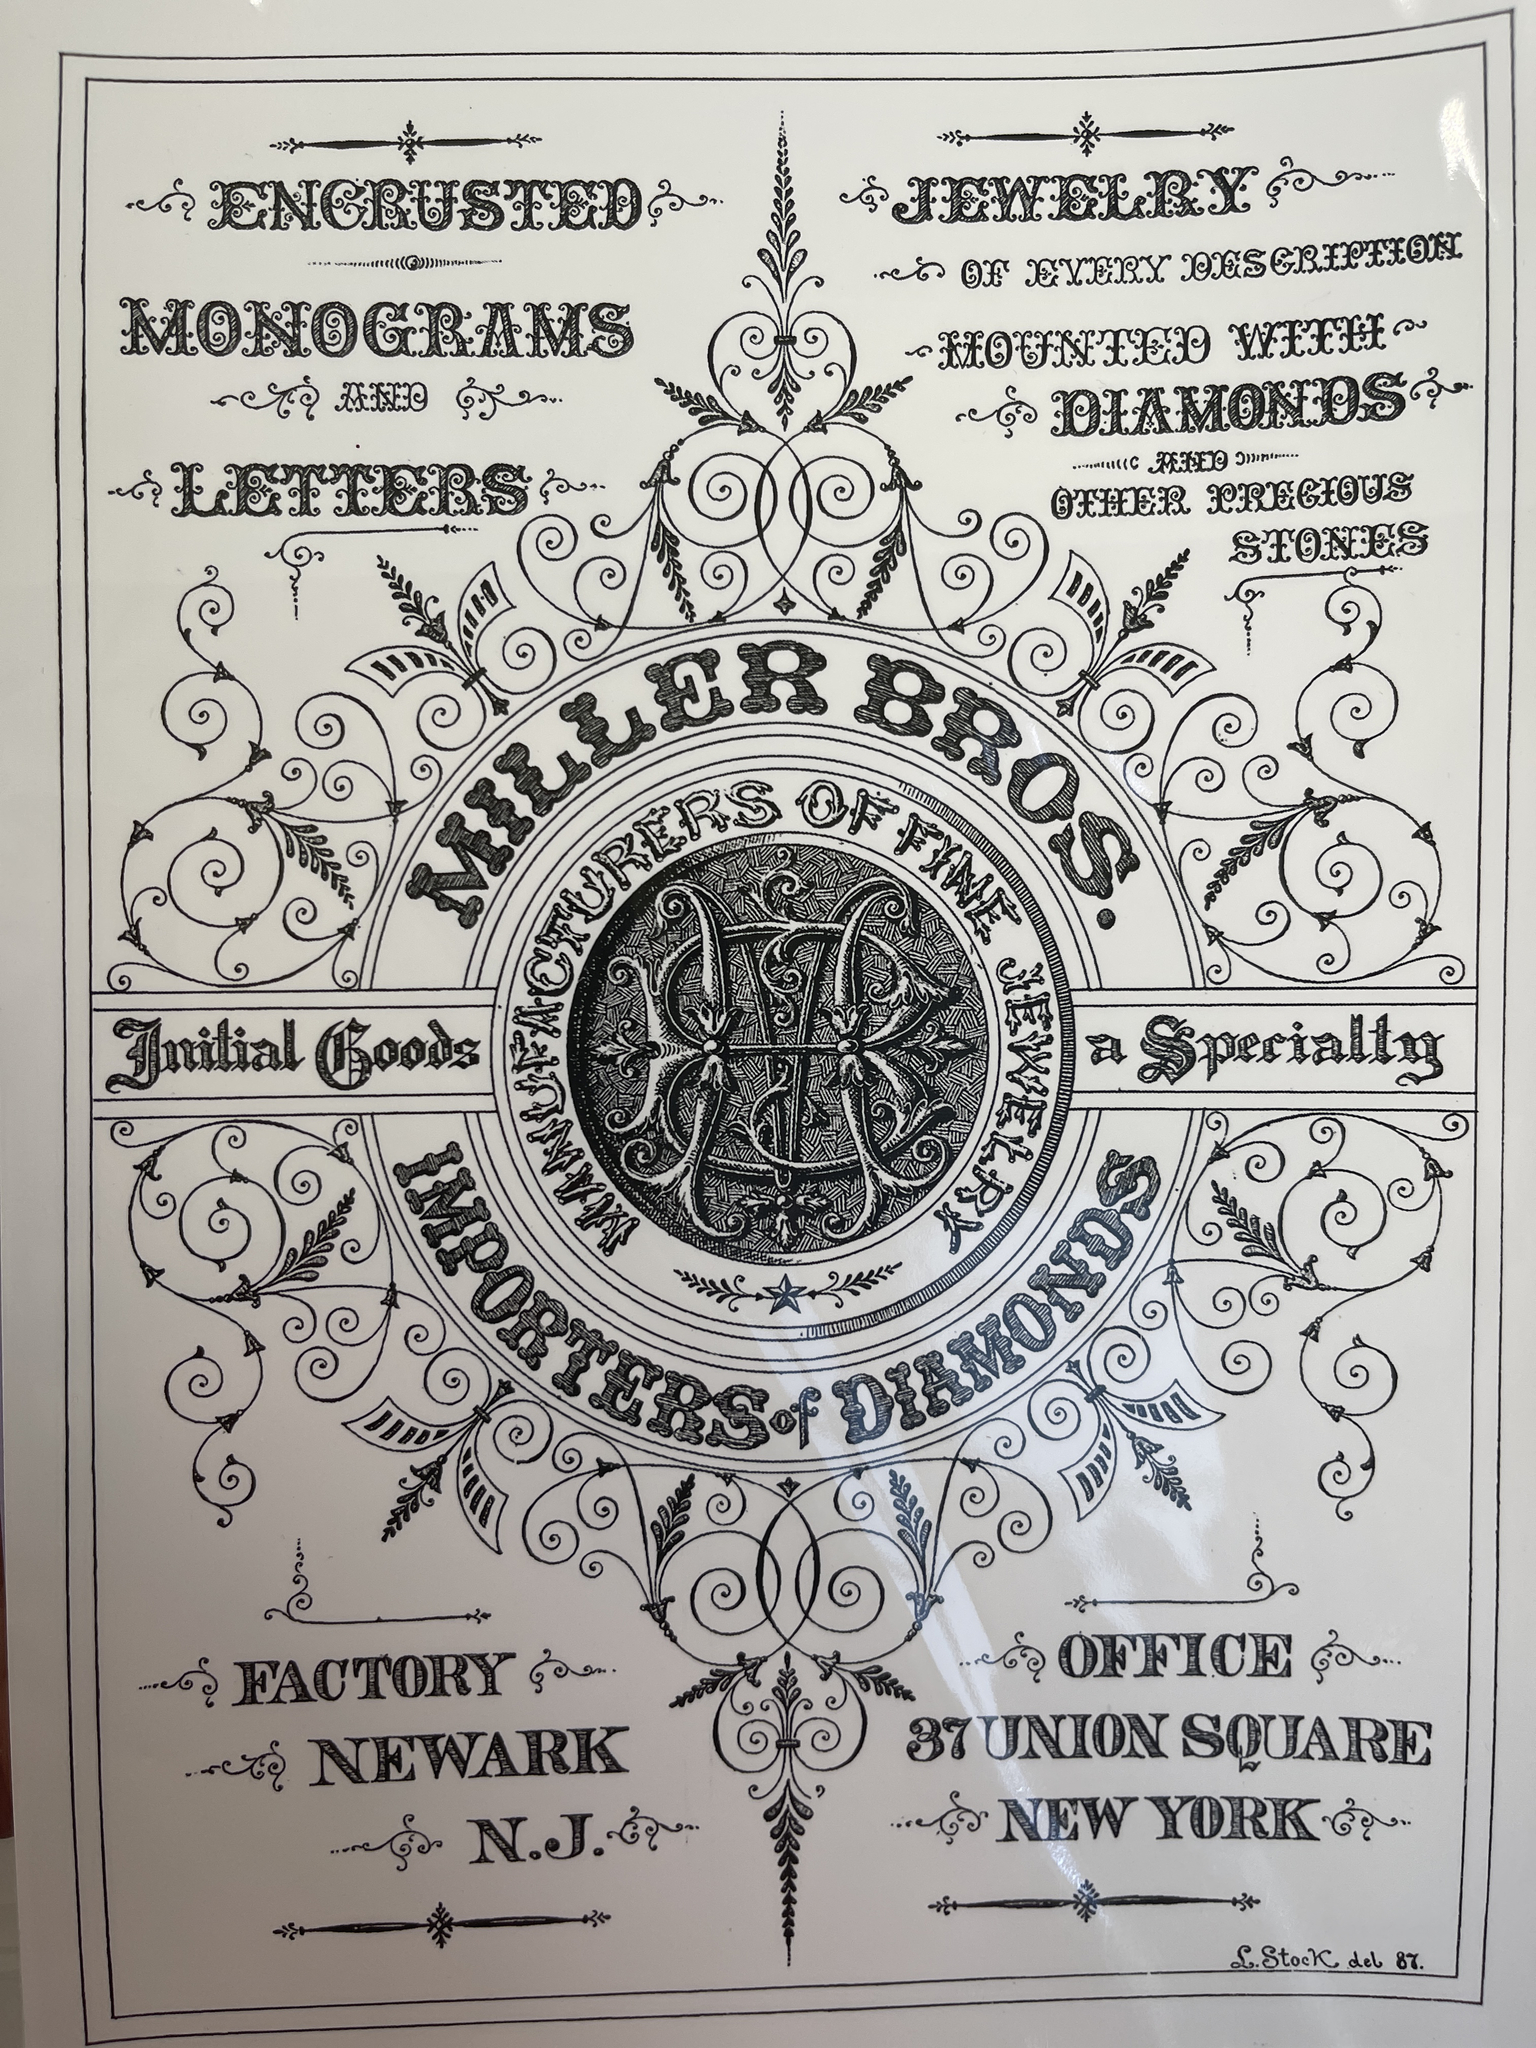 ENCRUSTED
MONOGRAMS
AND
LETTERS
JEWELRY
OF EVERY DESCRIPTION
MOUNTED WITH
DIAMONDS
AND
OTHER PRECIOUS
STONES
MILLER BROS.
MANUFACTURERS OF FINE JEWELRY
Initial Goods
a Specialty
IMPORTERS of DIAMONDS
FACTORY
NEWARK
N.J.
OFFICE
37 UNION SQUARE
NEW YORK
L. Stock del 87.